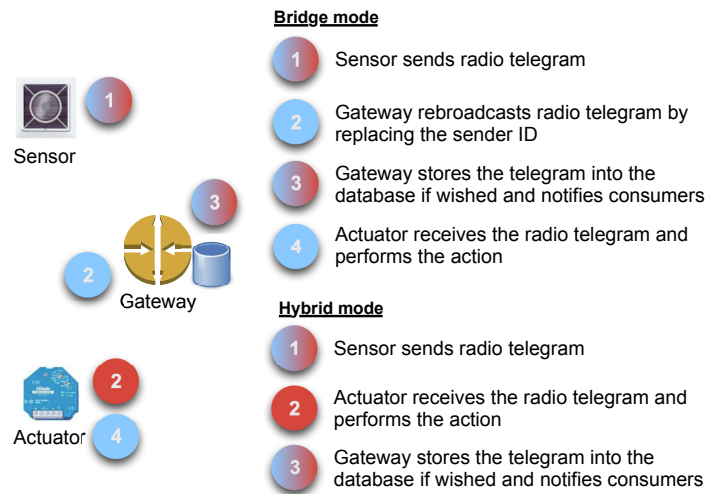 Bridge mode
1
Sensor sends radio telegram
2
Gateway rebroadcasts radio telegram by
replacing the sender ID
3
Gateway stores the telegram into the
database if wished and notifies consumers
4
Actuator receives the radio telegram and
performs the action
Hybrid mode
1
Sensor sends radio telegram
2
Actuator receives the radio telegram and
performs the action
3
Gateway stores the telegram into the
database if wished and notifies consumers
1
Sensor
3
2
Gateway
2
4
Actuator